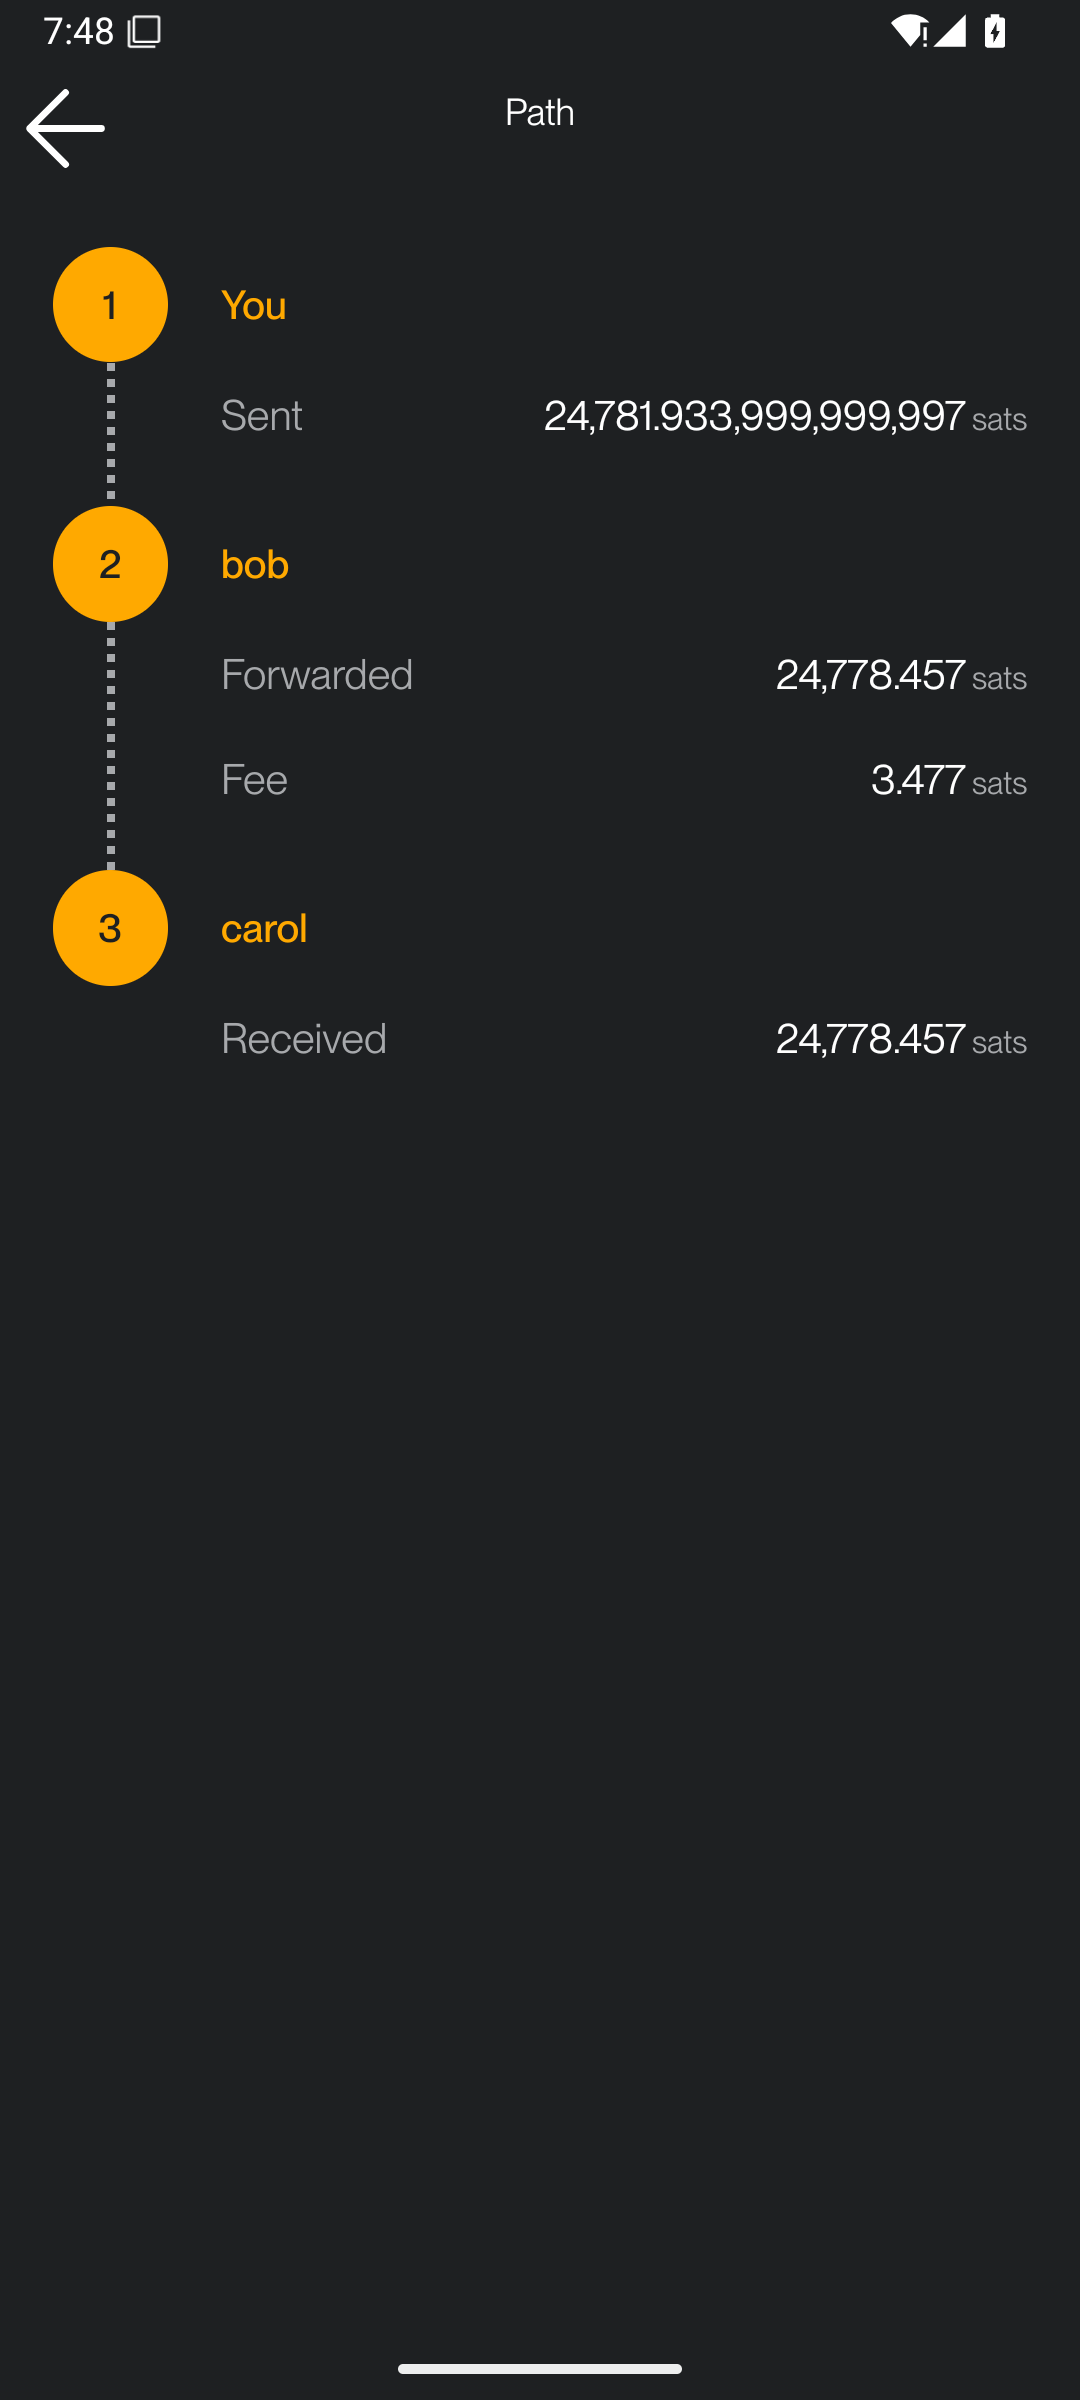 7:48
Path
1 You
Sent 24,781.933,999,999,997 sats
2 bob
Forwarded 24,778.457 sats
Fee 3.477 sats
3 carol
Received 24,778.457 sats